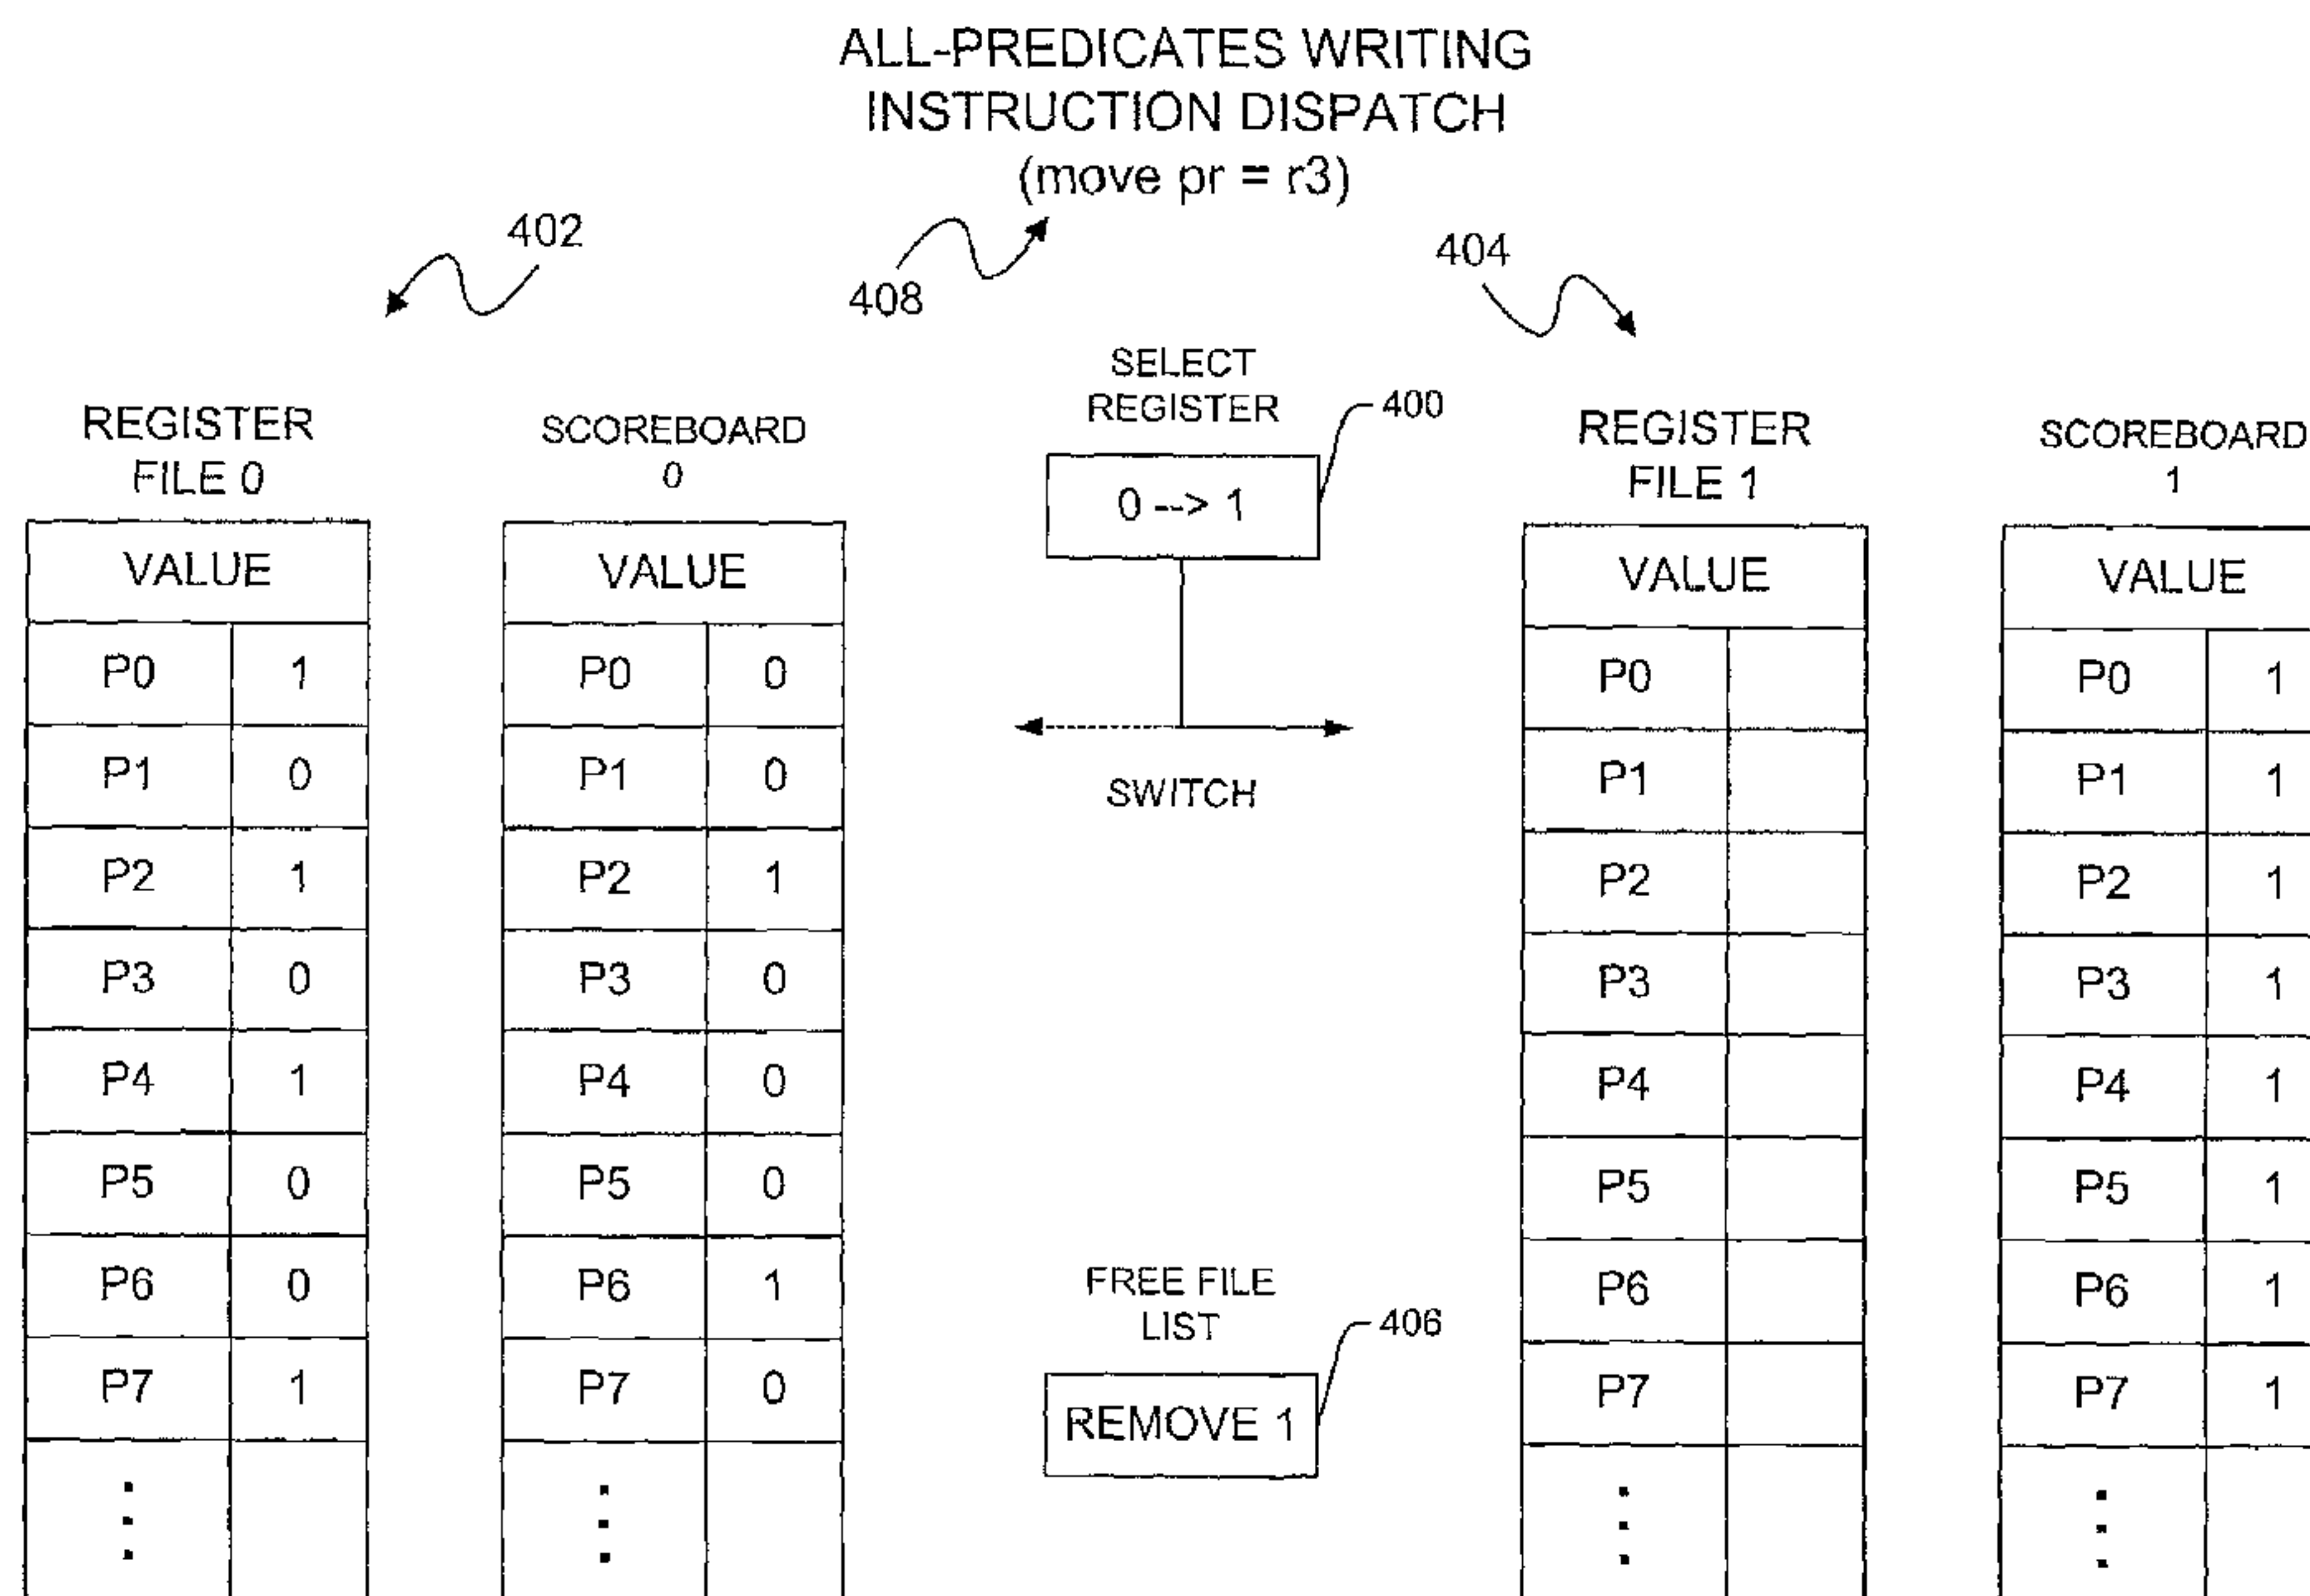 ALL-PREDICATES WRITING
INSTRUCTION DISPATCH
(move pr = r3)
402
408
404
SELECT
REGISTER
400
0 --> 1
SWITCH
REGISTER
FILE 0
VALUE
P0 1
P1 0
P2 1
P3 0
P4 1
P5 0
P6 0
P7 1
SCOREBOARD
0
VALUE
P0 0
P1 0
P2 1
P3 0
P4 0
P5 0
P6 1
P7 0
FREE FILE
LIST
406
REMOVE 1
REGISTER
FILE 1
VALUE
P0
P1
P2
P3
P4
P5
P6
P7
SCOREBOARD
1
VALUE
P0 1
P1 1
P2 1
P3 1
P4 1
P5 1
P6 1
P7 1